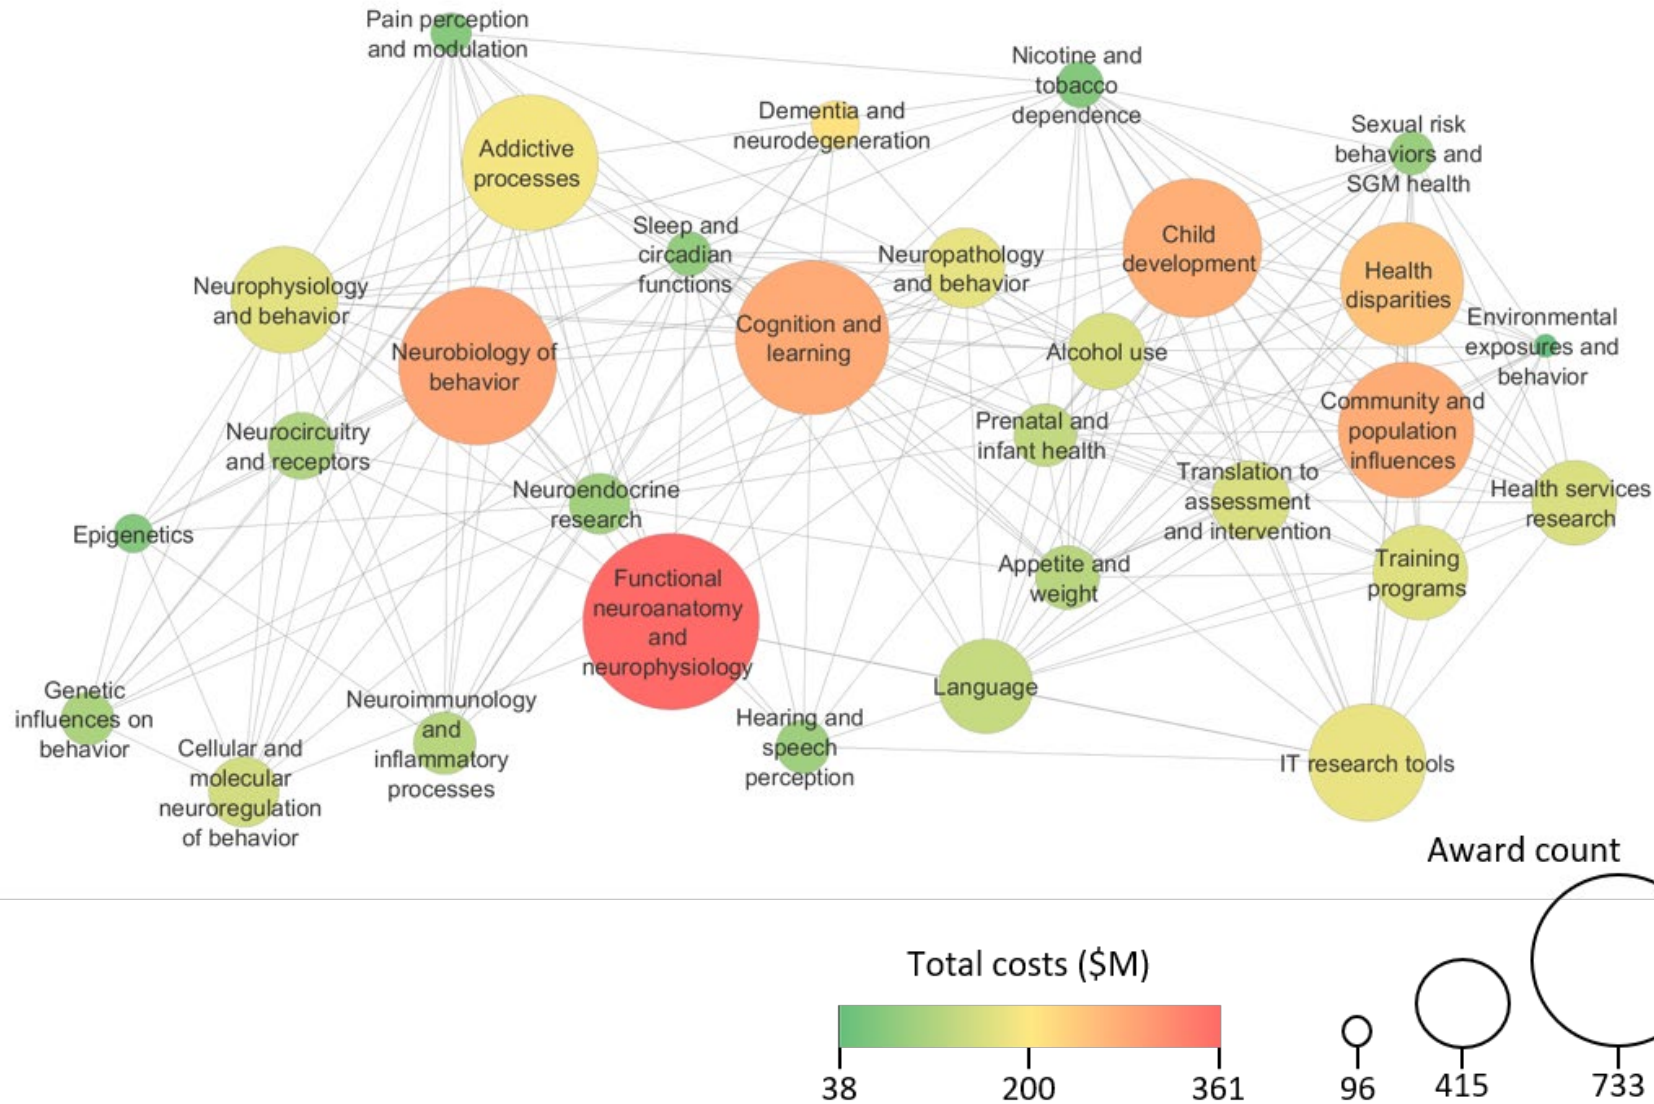 Pain perception
and modulation
Nicotine and
tobacco
dependence
Dementia and
neurodegeneration
Addictive
processes
Sexual risk
behaviors and
SGM health
Sleep and
circadian
functions
Neuropathology
and behavior
Child
development
Health
disparities
Neurophysiology
and behavior
Environmental
exposures and
behavior
Neurobiology of
behavior
Cognition and
learning
Alcohol use
Community and
population
influences
Neurocircuitry
and receptors
Prenatal and
infant health
Translation to
assessment
and intervention
Health services
research
Neuroendocrine
research
Epigenetics
Appetite and
weight
Training
programs
Functional
neuroanatomy
and
neurophysiology
Language
Genetic
influences on
behavior
Neuroimmunology
and
inflammatory
processes
Cellular and
molecular
neuroregulation
of behavior
Hearing and
speech
perception
IT research tools
Award count
Total costs ($M)
38
200
361
96
415
733